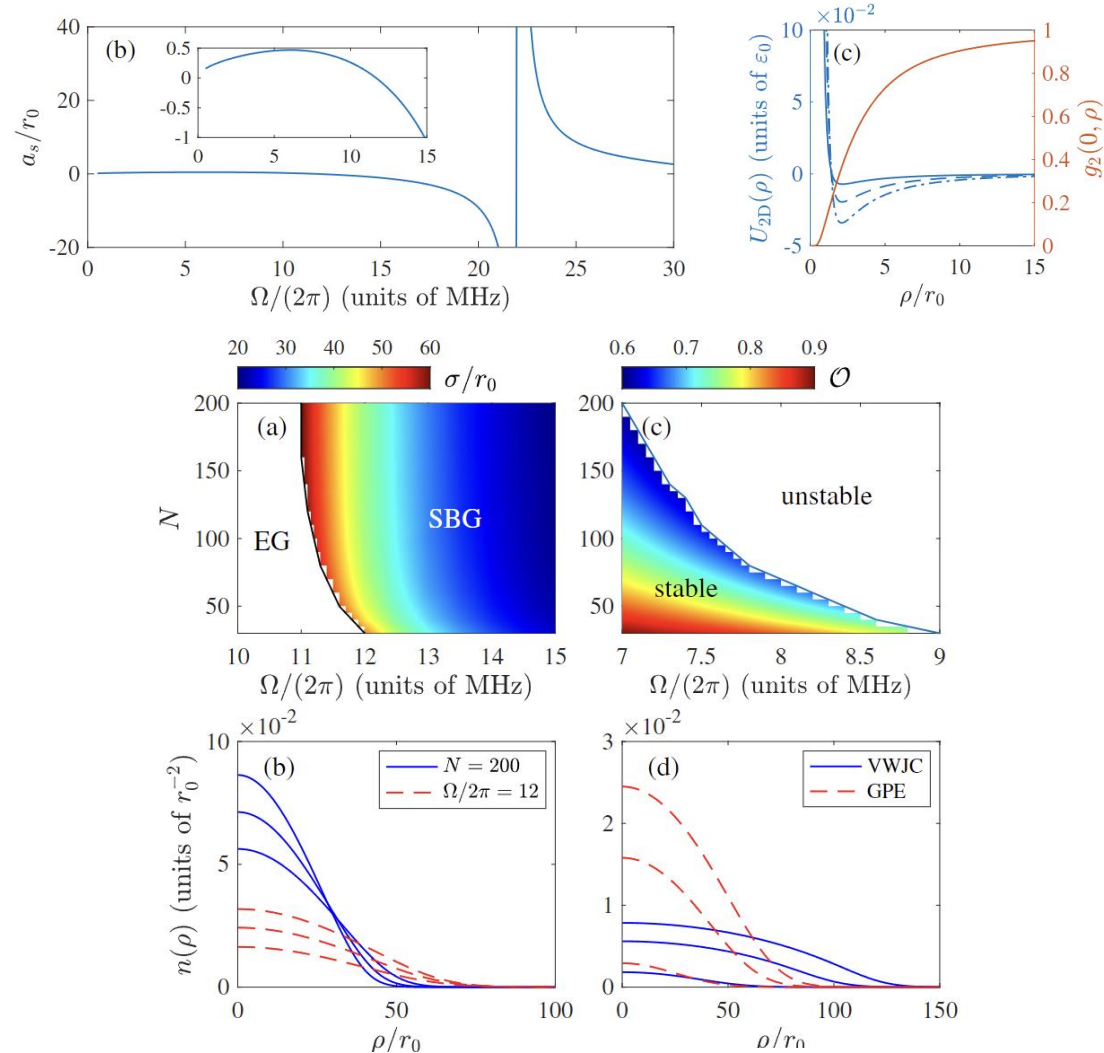 (b)
40
20
0
-20
a_s/r_0
0.5
0
-0.5
-1
0 5 10 15
0 5 10 15 20 25 30
Ω/(2π) (units of MHz)
×10^{-2}
(c)
10
5
0
-5
U_{2D}(ρ) (units of ε_0)
1
0.8
0.6
0.4
0.2
0
g_2(0, ρ)
0 5 10 15
ρ/r_0
20 30 40 50 60 σ/r_0
(a)
200
150
100
50
N
EG
SBG
10 11 12 13 14 15
Ω/(2π) (units of MHz)
0.6 0.7 0.8 0.9 𝒪
(c)
200
150
100
50
unstable
stable
7 7.5 8 8.5 9
Ω/(2π) (units of MHz)
×10^{-2}
(b)
N = 200
Ω/2π = 12
10
5
0
n(ρ) (units of r_0^{-2})
0 50 100
ρ/r_0
×10^{-2}
(d)
VWJC
GPE
3
2
1
0
0 50 100 150
ρ/r_0